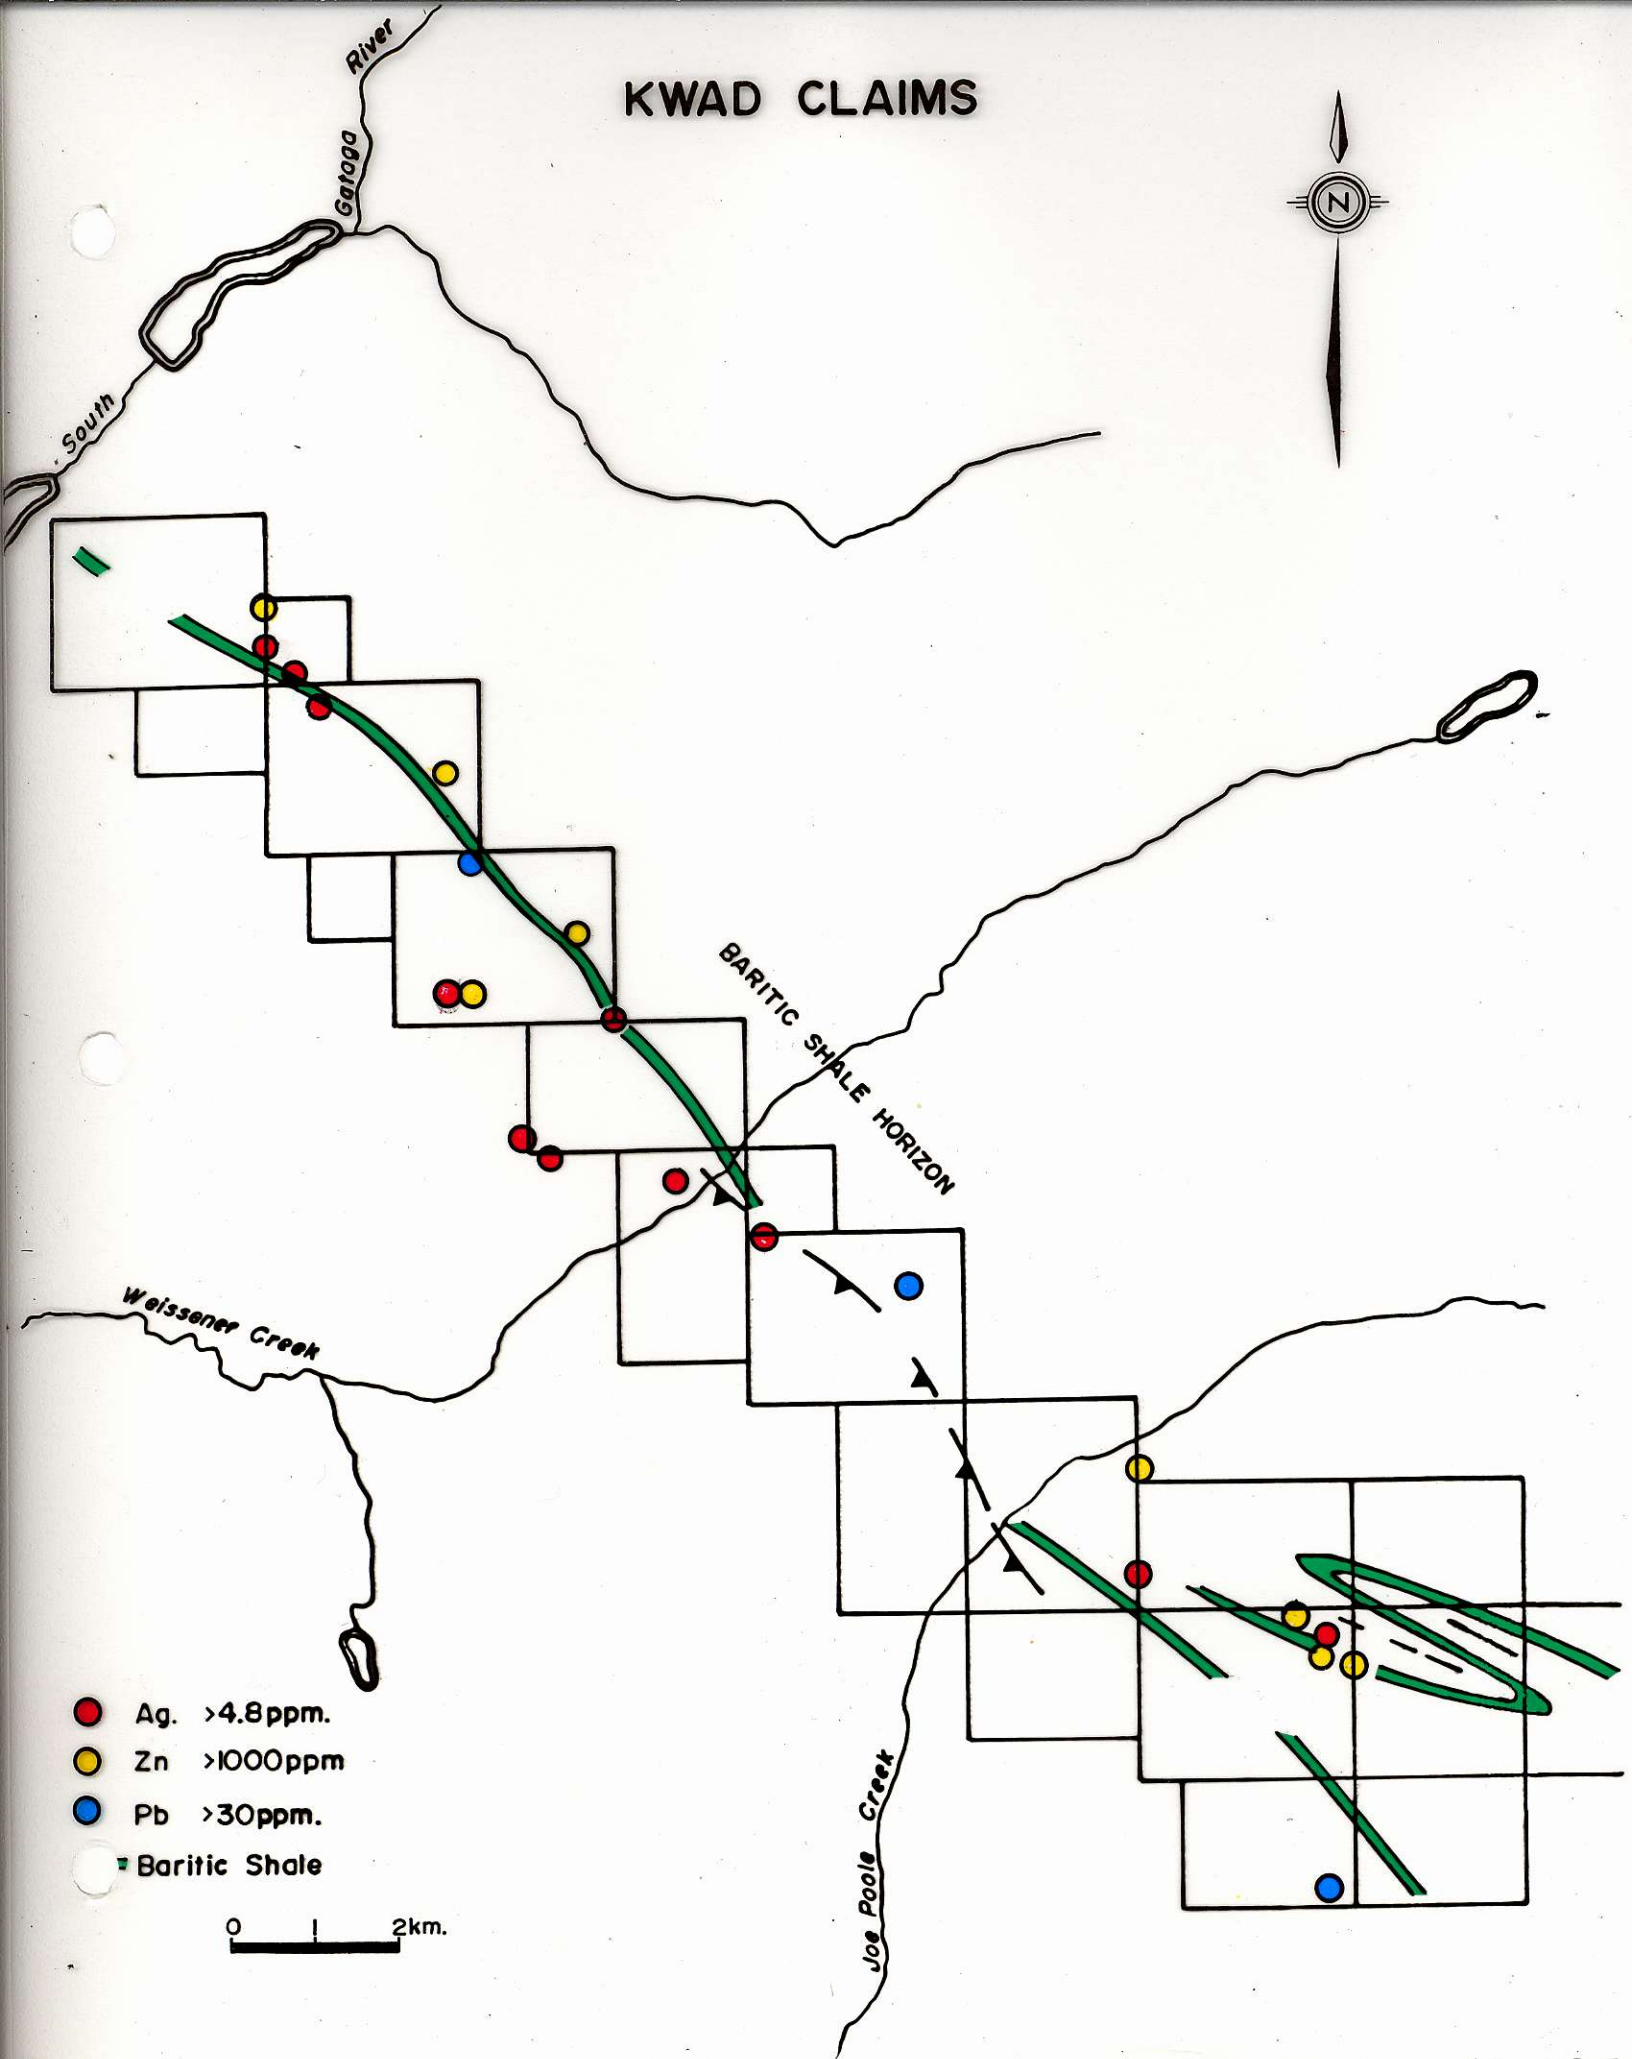 KWAD CLAIMS
N
South Gataga River
BARITIC SHALE HORIZON
Weissener Creek
Joe Poole Creek
Ag. >4.8ppm.
Zn >1000ppm
Pb >30ppm.
Baritic Shale
0 1 2km.